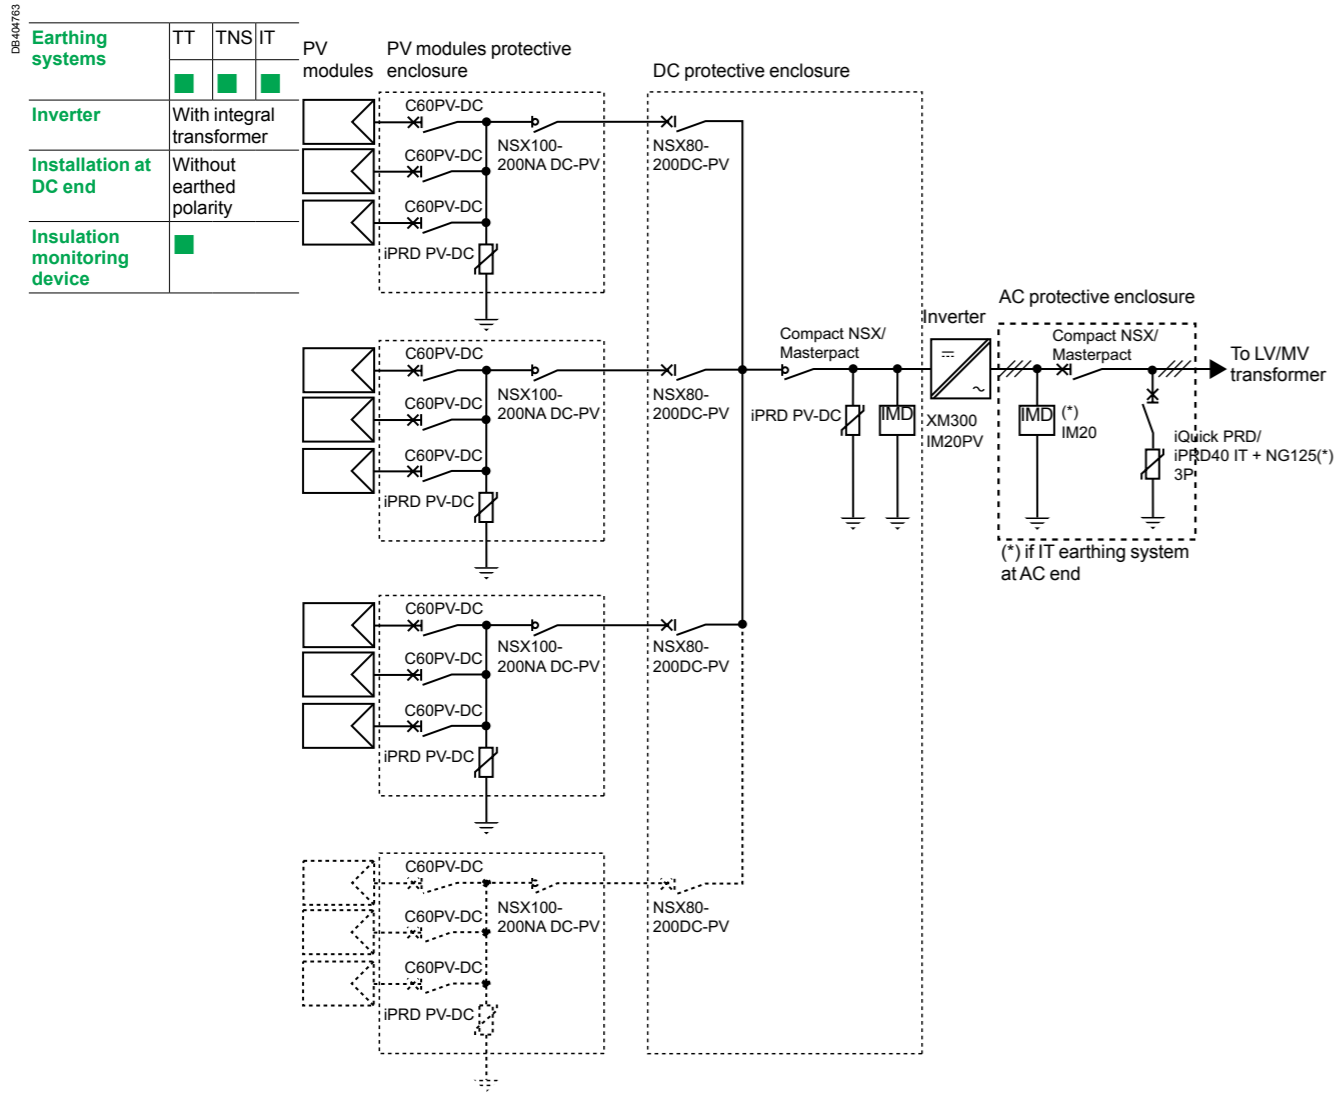 DB404763
Earthing
systems
TT TNS IT
Inverter
With integral
transformer
Installation at
DC end
Without
earthed
polarity
Insulation
monitoring
device
PV
modules
PV modules protective
enclosure
DC protective enclosure
C60PV-DC
C60PV-DC
C60PV-DC
iPRD PV-DC
NSX100-
200NA DC-PV
NSX80-
200DC-PV
C60PV-DC
C60PV-DC
C60PV-DC
iPRD PV-DC
NSX100-
200NA DC-PV
NSX80-
200DC-PV
Compact NSX/
Masterpact
iPRD PV-DC
IMD
Inverter
XM300
IM20PV
AC protective enclosure
Compact NSX/
Masterpact
IMD
(*)
IM20
iQuick PRD/
iPRD40 IT + NG125(*)
3P
To LV/MV
transformer
(*) if IT earthing system
at AC end
C60PV-DC
C60PV-DC
C60PV-DC
iPRD PV-DC
NSX100-
200NA DC-PV
NSX80-
200DC-PV
C60PV-DC
C60PV-DC
C60PV-DC
iPRD PV-DC
NSX100-
200NA DC-PV
NSX80-
200DC-PV